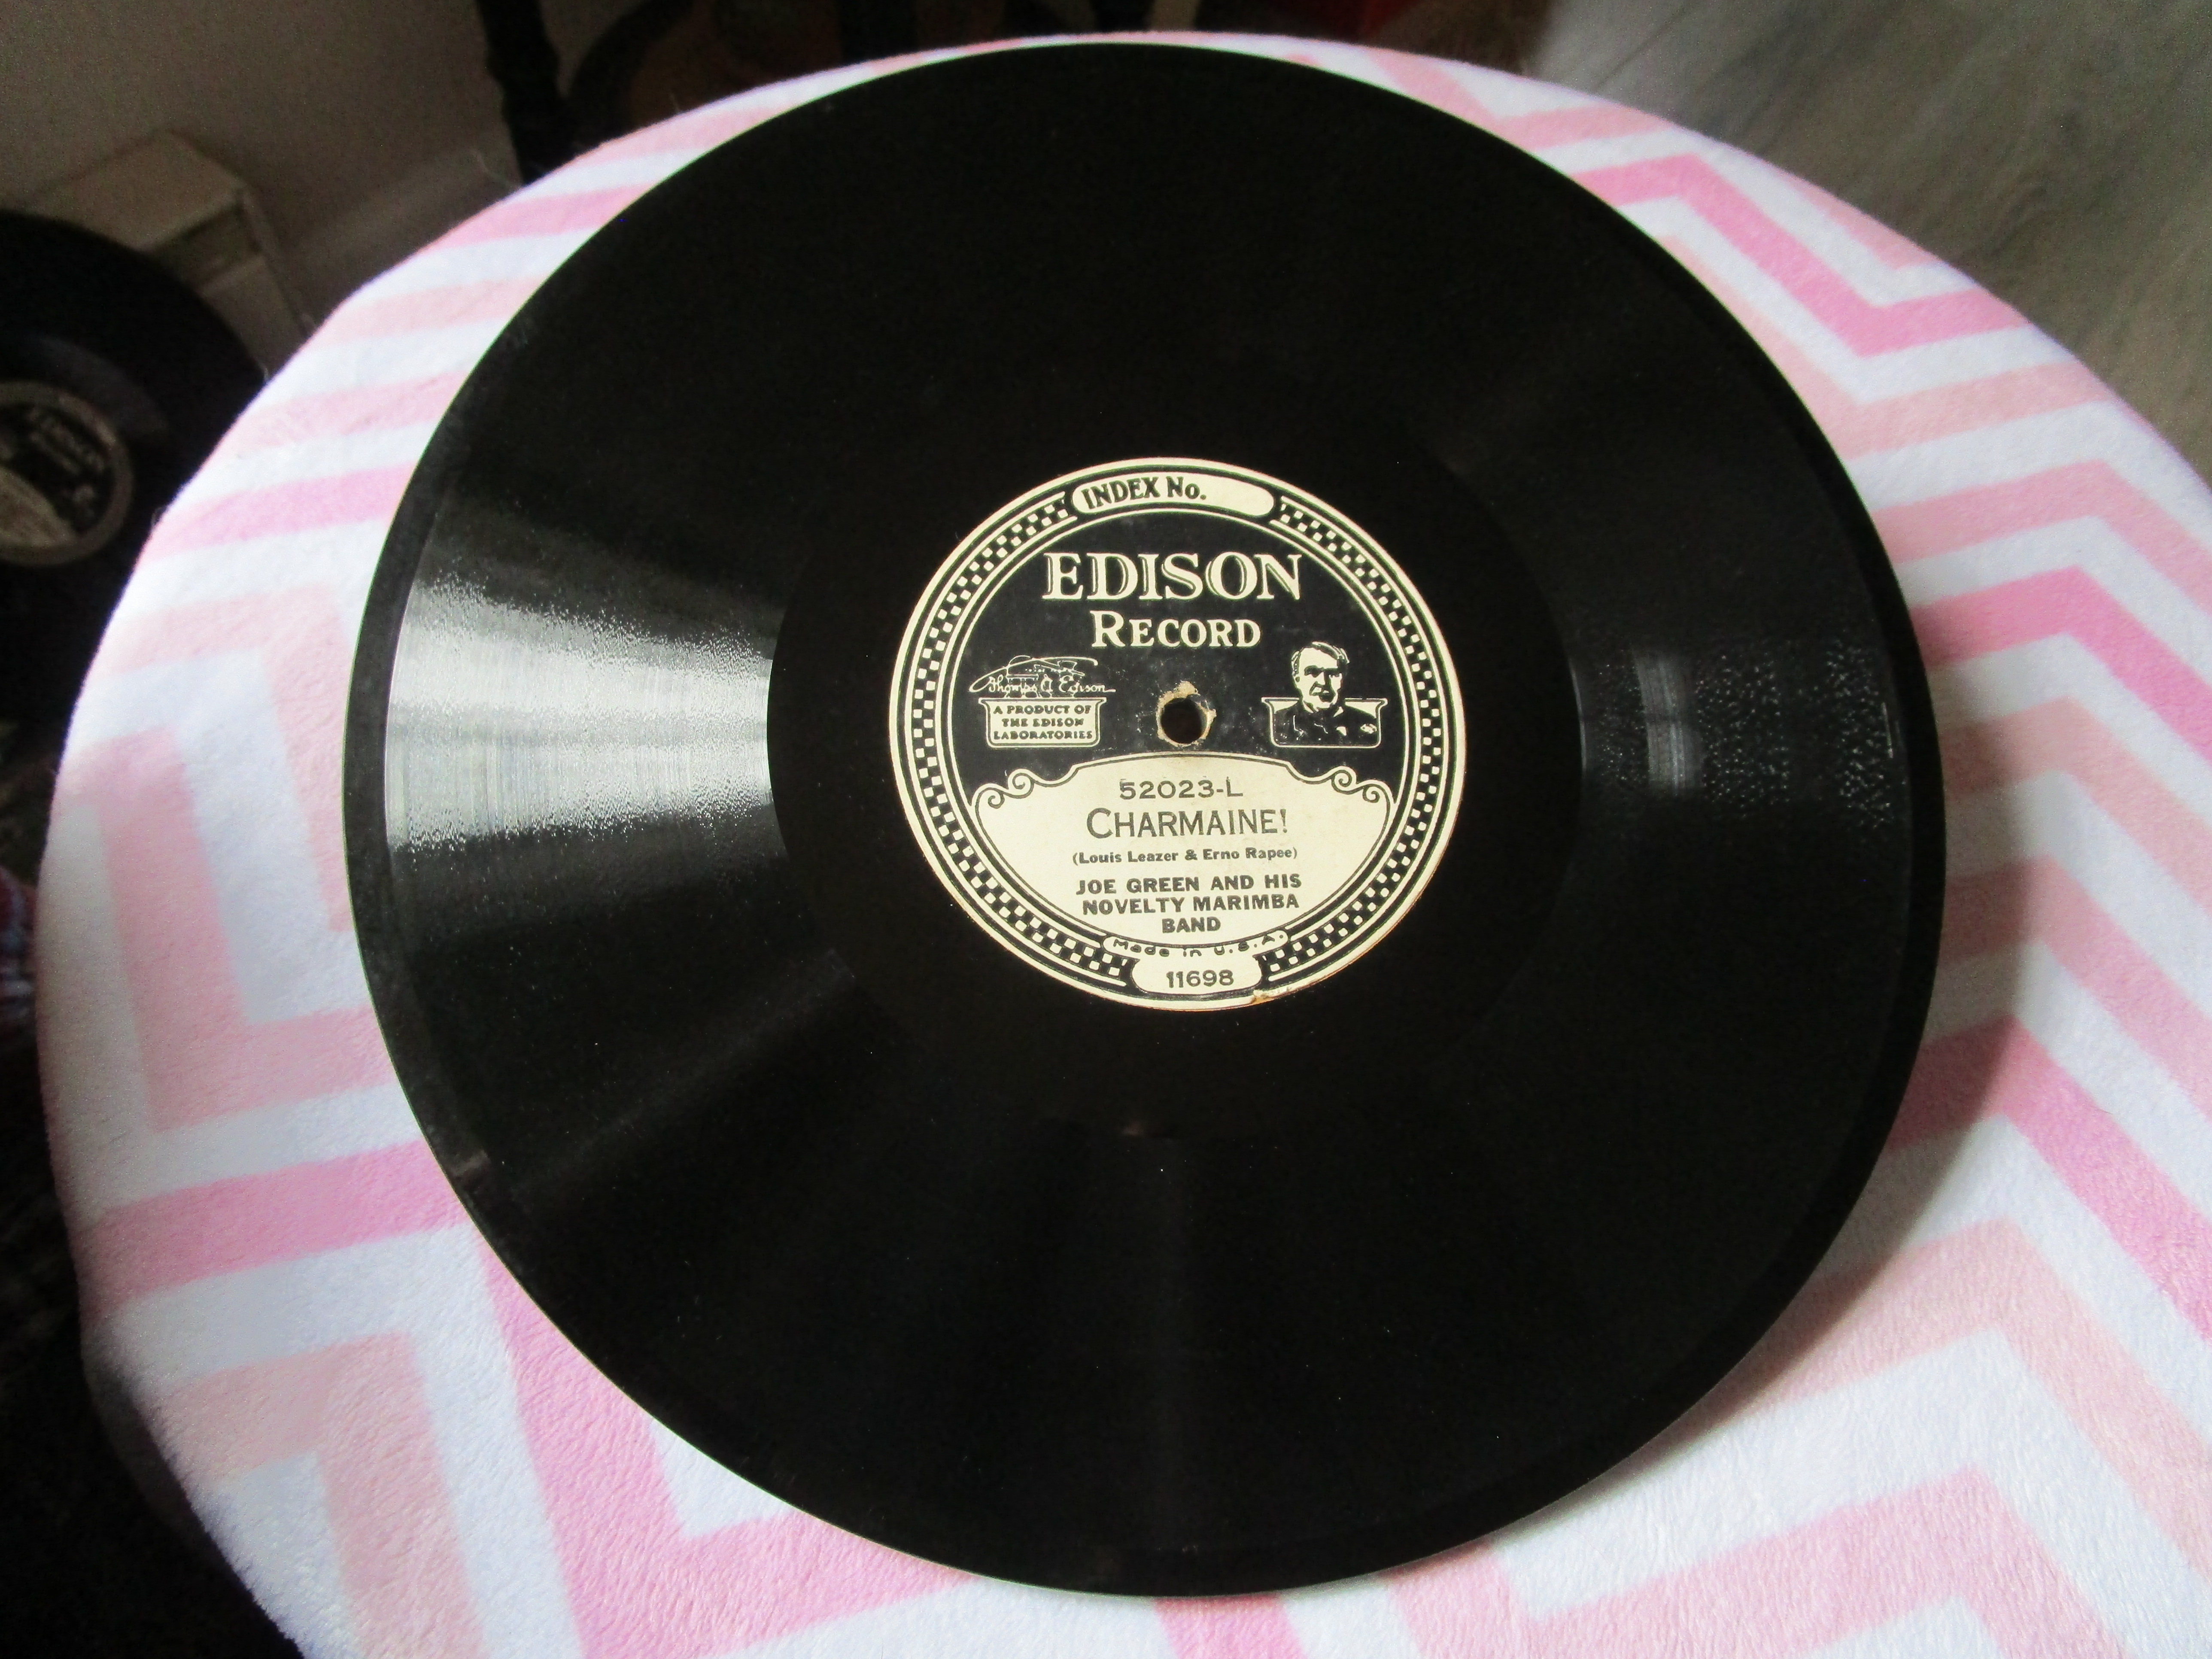 INDEX No.
EDISON
RECORD
Thomas A Edison
A PRODUCT OF
THE EDISON
LABORATORIES
52023-L
CHARMAINE!
(Louis Leazer & Erno Rapee)
JOE GREEN AND HIS
NOVELTY MARIMBA
BAND
Made in U.S.A.
11698
EDISON